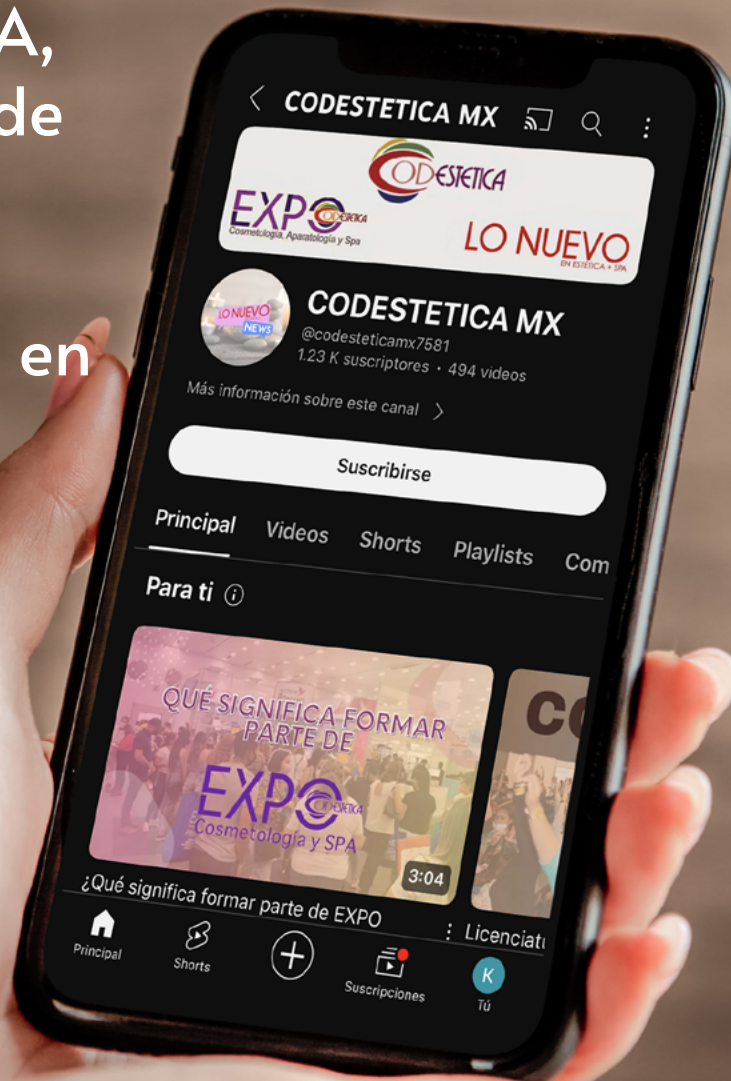 A,
de
en
CODESTETICA MX
CODESTETICA
EXPO CODESTETICA
Cosmetología, Aparatología y Spa
LO NUEVO
EN ESTÉTICA + SPA
LO NUEVO
NEWS
CODESTETICA MX
@codesteticamx7581
1.23 K suscriptores • 494 videos
Más información sobre este canal >
Suscribirse
Principal Videos Shorts Playlists Com
Para ti
QUÉ SIGNIFICA FORMAR
PARTE DE
EXPO CODESTETICA
Cosmetología y SPA
3:04
CO
¿Qué significa formar parte de EXPO
Licenciatu
Principal Shorts Suscripciones Tú
K